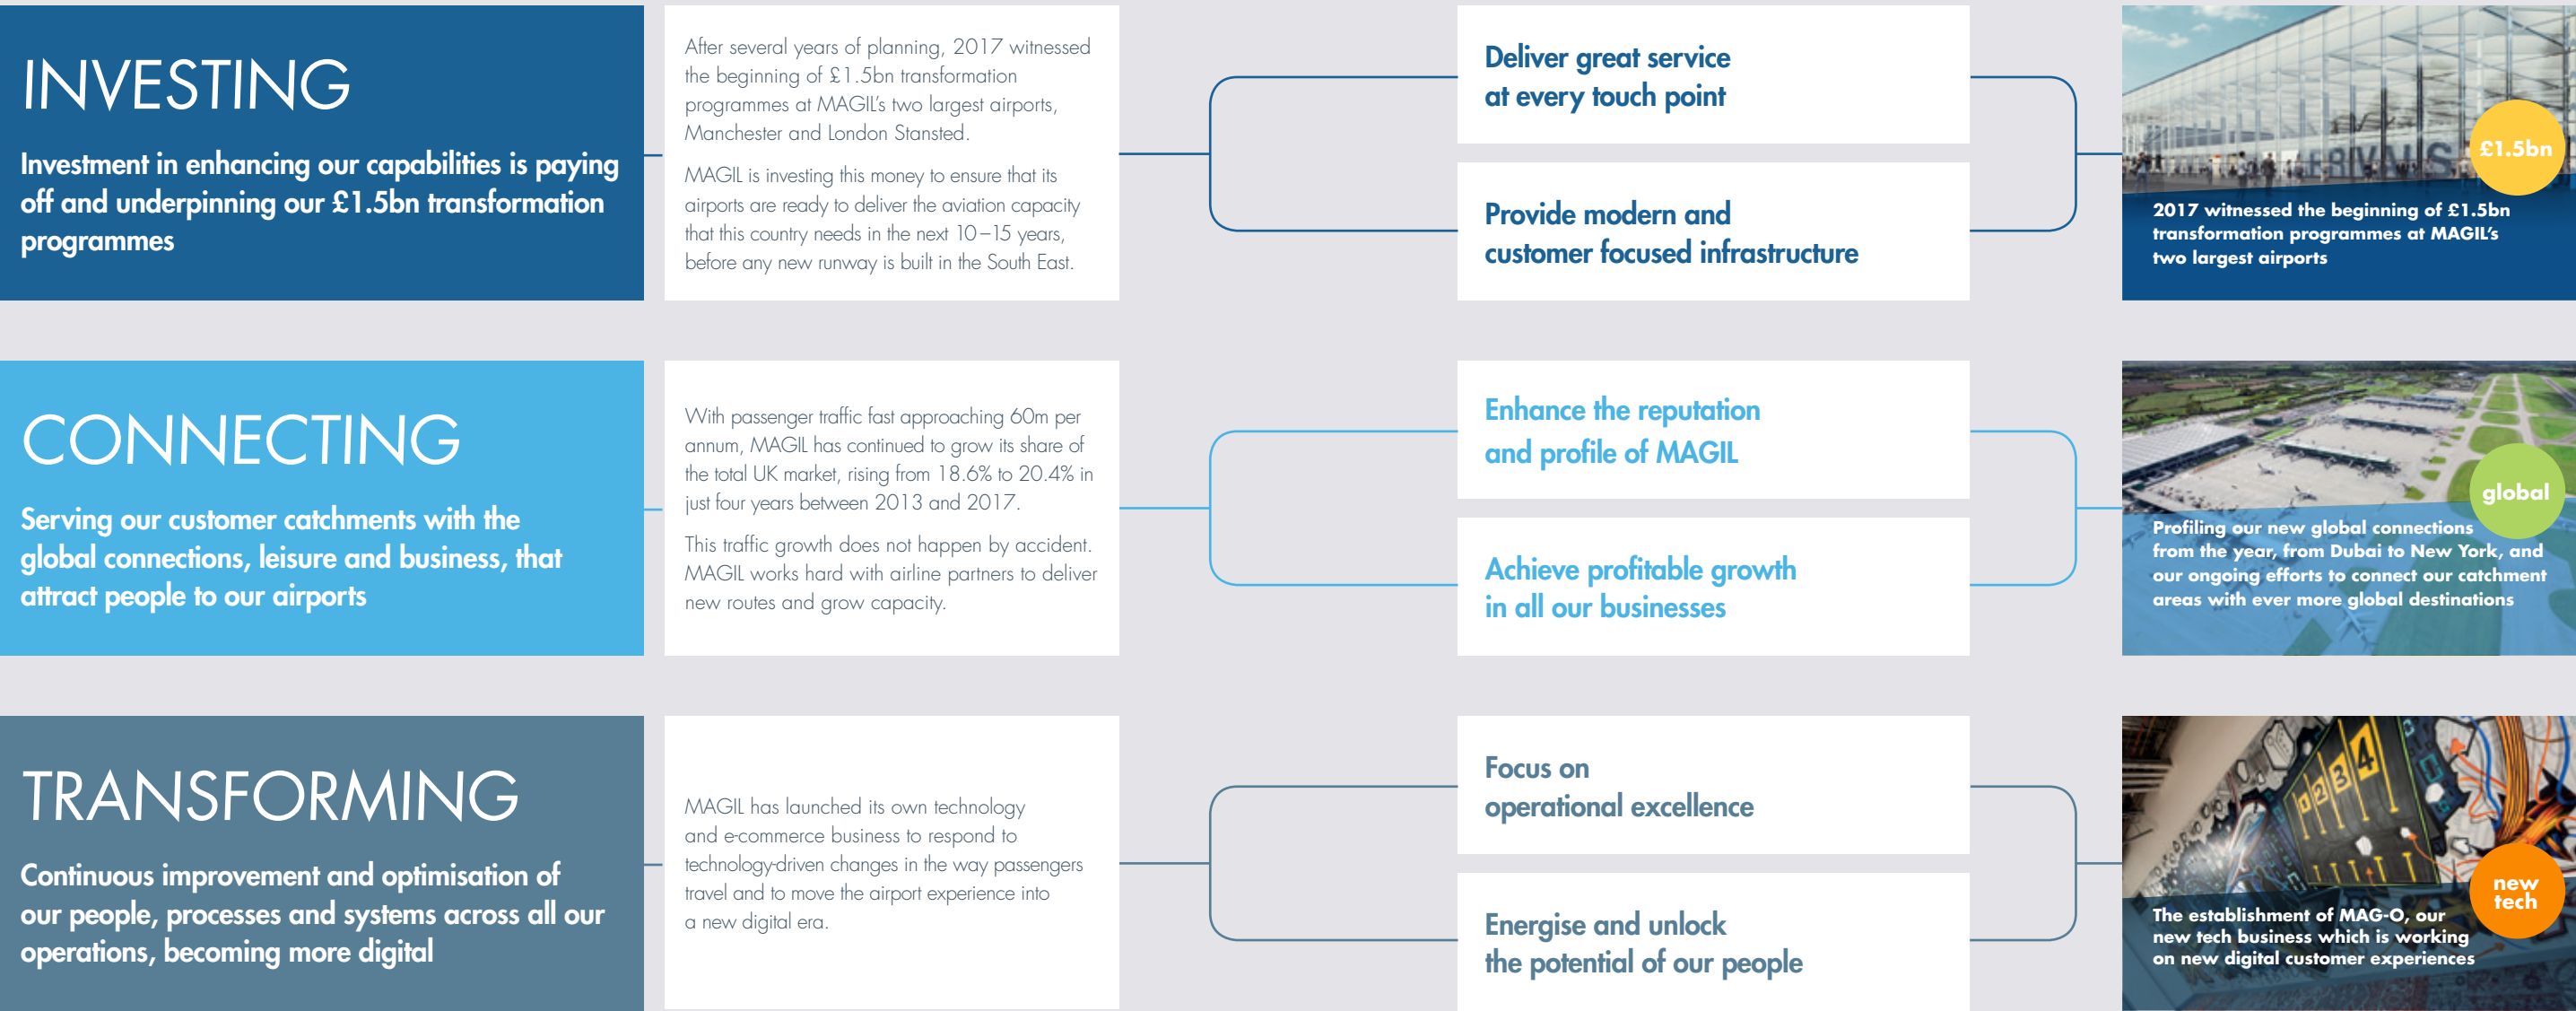 INVESTING
Investment in enhancing our capabilities is paying
off and underpinning our £1.5bn transformation
programmes
After several years of planning, 2017 witnessed
the beginning of £1.5bn transformation
programmes at MAGIL's two largest airports,
Manchester and London Stansted.
MAGIL is investing this money to ensure that its
airports are ready to deliver the aviation capacity
that this country needs in the next 10–15 years,
before any new runway is built in the South East.
Deliver great service
at every touch point
Provide modern and
customer focused infrastructure
£1.5bn
2017 witnessed the beginning of £1.5bn
transformation programmes at MAGIL's
two largest airports
CONNECTING
Serving our customer catchments with the
global connections, leisure and business, that
attract people to our airports
With passenger traffic fast approaching 60m per
annum, MAGIL has continued to grow its share of
the total UK market, rising from 18.6% to 20.4% in
just four years between 2013 and 2017.
This traffic growth does not happen by accident.
MAGIL works hard with airline partners to deliver
new routes and grow capacity.
Enhance the reputation
and profile of MAGIL
Achieve profitable growth
in all our businesses
global
Profiling our new global connections
from the year, from Dubai to New York, and
our ongoing efforts to connect our catchment
areas with ever more global destinations
TRANSFORMING
Continuous improvement and optimisation of
our people, processes and systems across all our
operations, becoming more digital
MAGIL has launched its own technology
and e-commerce business to respond to
technology-driven changes in the way passengers
travel and to move the airport experience into
a new digital era.
Focus on
operational excellence
Energise and unlock
the potential of our people
1 2 3 4
new
tech
The establishment of MAG-O, our
new tech business which is working
on new digital customer experiences